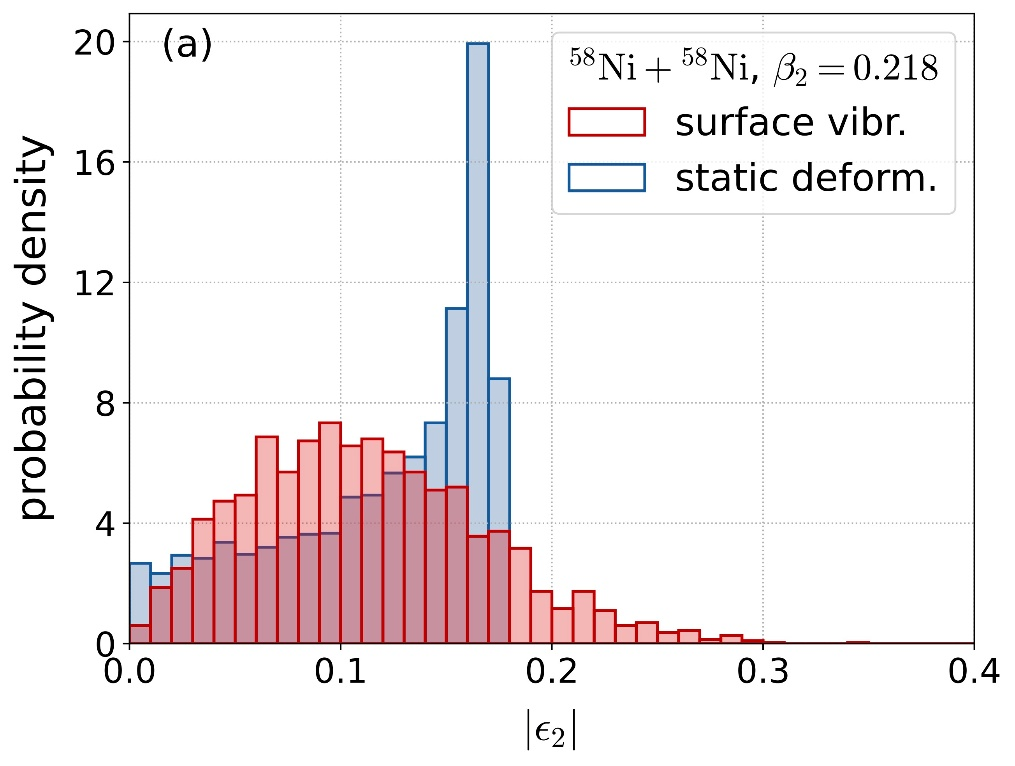 (a)
⁵⁸Ni + ⁵⁸Ni, β₂ = 0.218
surface vibr.
static deform.
probability density
20
16
12
8
4
0
0.0 0.1 0.2 0.3 0.4
|ϵ₂|